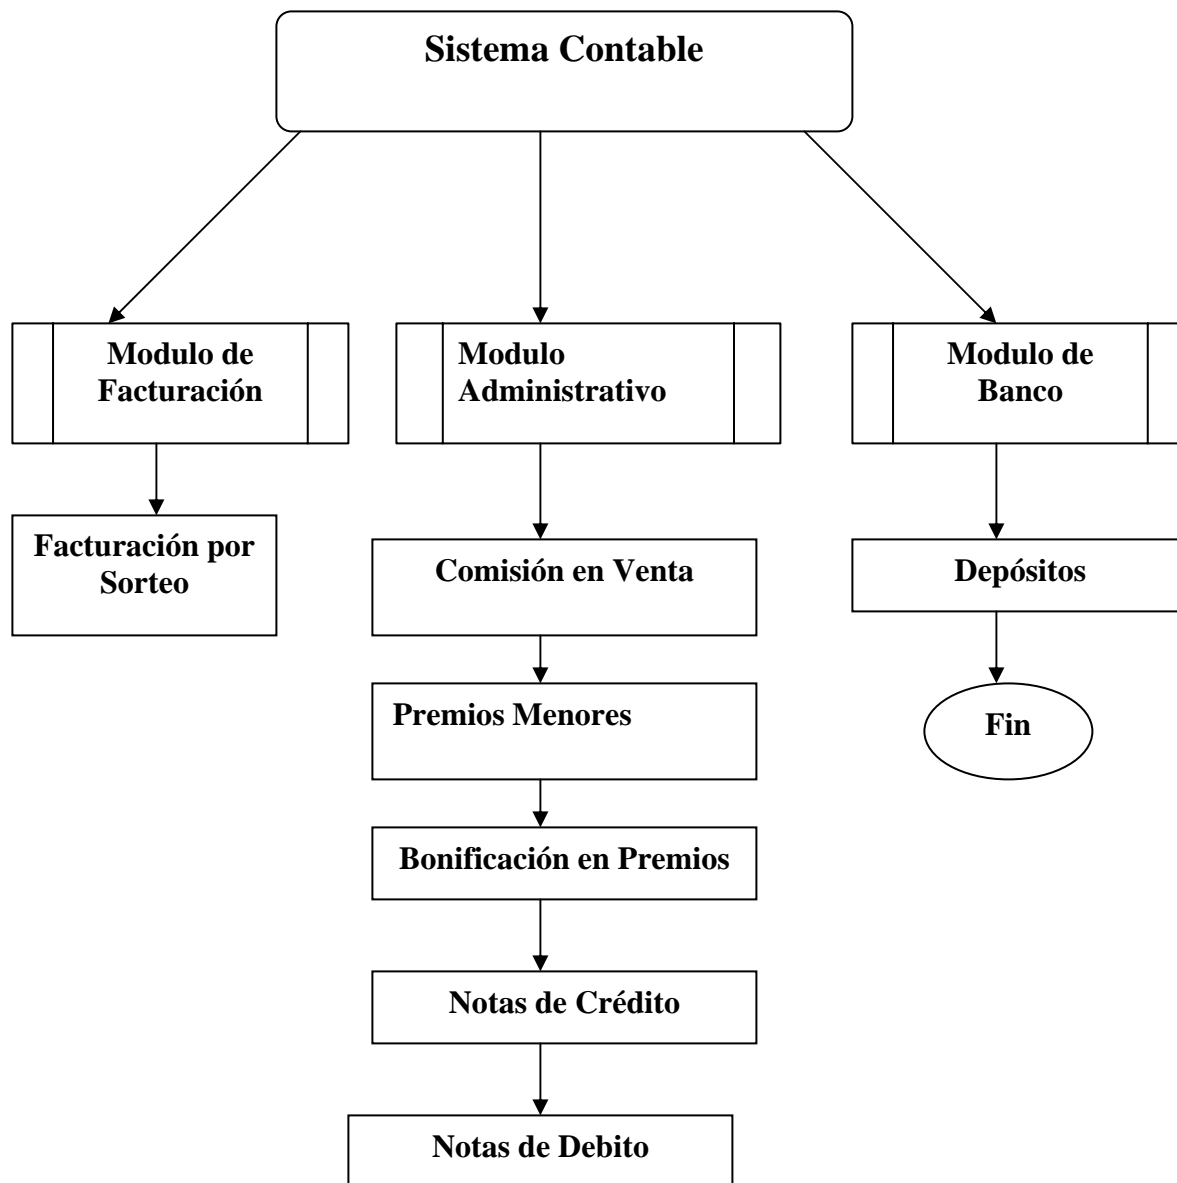 Sistema Contable
Modulo de
Facturación
Modulo
Administrativo
Modulo de
Banco
Facturación por
Sorteo
Comisión en Venta
Depósitos
Premios Menores
Fin
Bonificación en Premios
Notas de Crédito
Notas de Debito